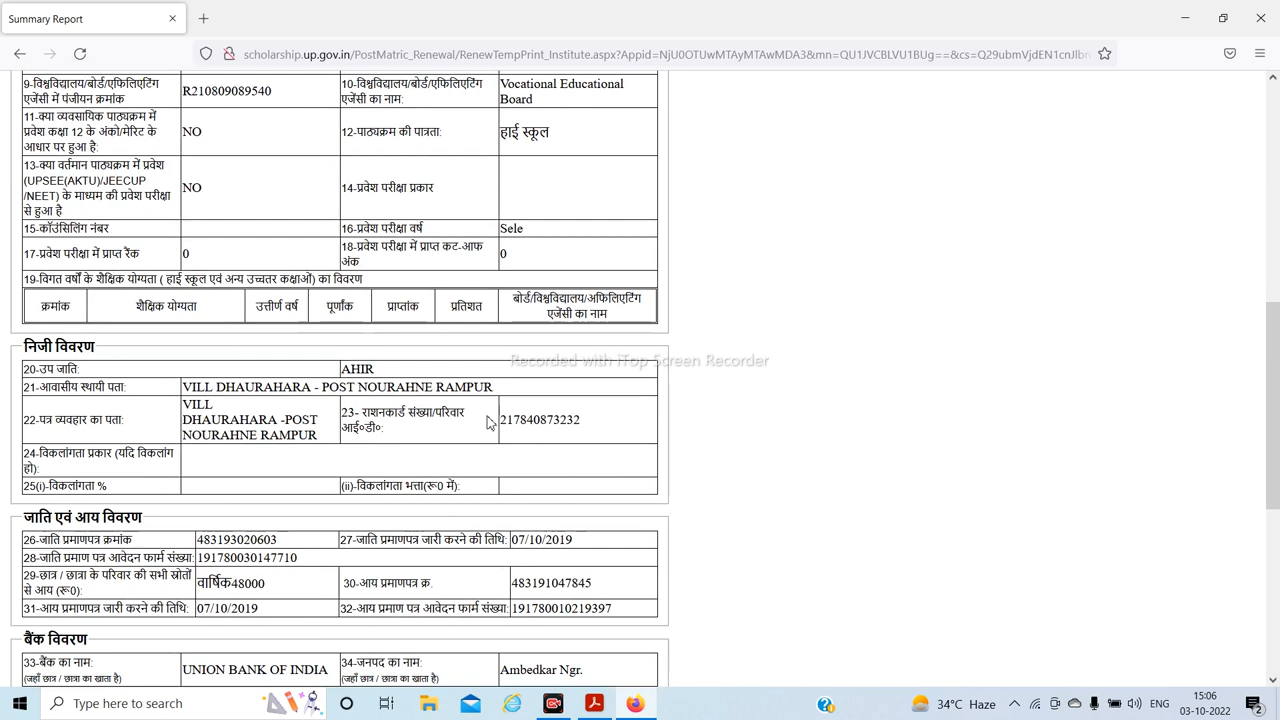 Summary Report
scholarship.up.gov.in/PostMatric_Renewal/RenewTempPrint_Institute.aspx?Appid=NjU0OTUwMTAyMTAwMDA3&mn=QU1JVCBLVU1BUg==&cs=Q29ubmVjdEN1cnJlbn
9-विश्वविद्यालय/बोर्ड/एफिलिएटिंग
एजेंसी में पंजीयन क्रमांक
R210809089540
10-विश्वविद्यालय/बोर्ड/एफिलिएटिंग
एजेंसी का नाम:
Vocational Educational
Board
11-क्या व्यवसायिक पाठ्यक्रम में
प्रवेश कक्षा 12 के अंको/मेरिट के
आधार पर हुआ है:
NO
12-पाठ्यक्रम की पात्रता:
हाई स्कूल
13-क्या वर्तमान पाठ्यक्रम में प्रवेश
(UPSEE(AKTU)/JEECUP
/NEET) के माध्यम की प्रवेश परीक्षा
से हुआ है
NO
14-प्रवेश परीक्षा प्रकार
15-कॉउंसिलिंग नंबर
16-प्रवेश परीक्षा वर्ष
Sele
17-प्रवेश परीक्षा में प्राप्त रैंक
0
18-प्रवेश परीक्षा में प्राप्त कट-आफ
अंक
0
19-विगत वर्षों के शैक्षिक योग्यता ( हाई स्कूल एवं अन्य उच्चतर कक्षाओं) का विवरण
क्रमांक
शैक्षिक योग्यता
उत्तीर्ण वर्ष
पूर्णांक
प्राप्तांक
प्रतिशत
बोर्ड/विश्वविद्यालय/अफिलिएटिंग
एजेंसी का नाम
निजी विवरण
Recorded with iTop Screen Recorder
20-उप जाति:
AHIR
21-आवासीय स्थायी पता:
VILL DHAURAHARA - POST NOURAHNE RAMPUR
22-पत्र व्यवहार का पता:
VILL
DHAURAHARA -POST
NOURAHNE RAMPUR
23- राशनकार्ड संख्या/परिवार
आई०डी०:
217840873232
24-विकलांगता प्रकार (यदि विकलांग
हो):
25(i)-विकलांगता %
(ii)-विकलांगता भत्ता(रू0 में):
जाति एवं आय विवरण
26-जाति प्रमाणपत्र क्रमांक
483193020603
27-जाति प्रमाणपत्र जारी करने की तिथि:
07/10/2019
28-जाति प्रमाण पत्र आवेदन फार्म संख्या:
191780030147710
29-छात्र / छात्रा के परिवार की सभी स्रोतों
से आय (रू0):
वार्षिक48000
30-आय प्रमाणपत्र क्र.
483191047845
31-आय प्रमाणपत्र जारी करने की तिथि:
07/10/2019
32-आय प्रमाण पत्र आवेदन फार्म संख्या:
191780010219397
बैंक विवरण
33-बैंक का नाम:
(जहाँ छात्र / छात्रा का खाता है)
UNION BANK OF INDIA
34-जनपद का नाम:
(जहाँ छात्र / छात्रा का खाता है)
Ambedkar Ngr.
Type here to search
34°C Haze
ENG
15:06
03-10-2022
2